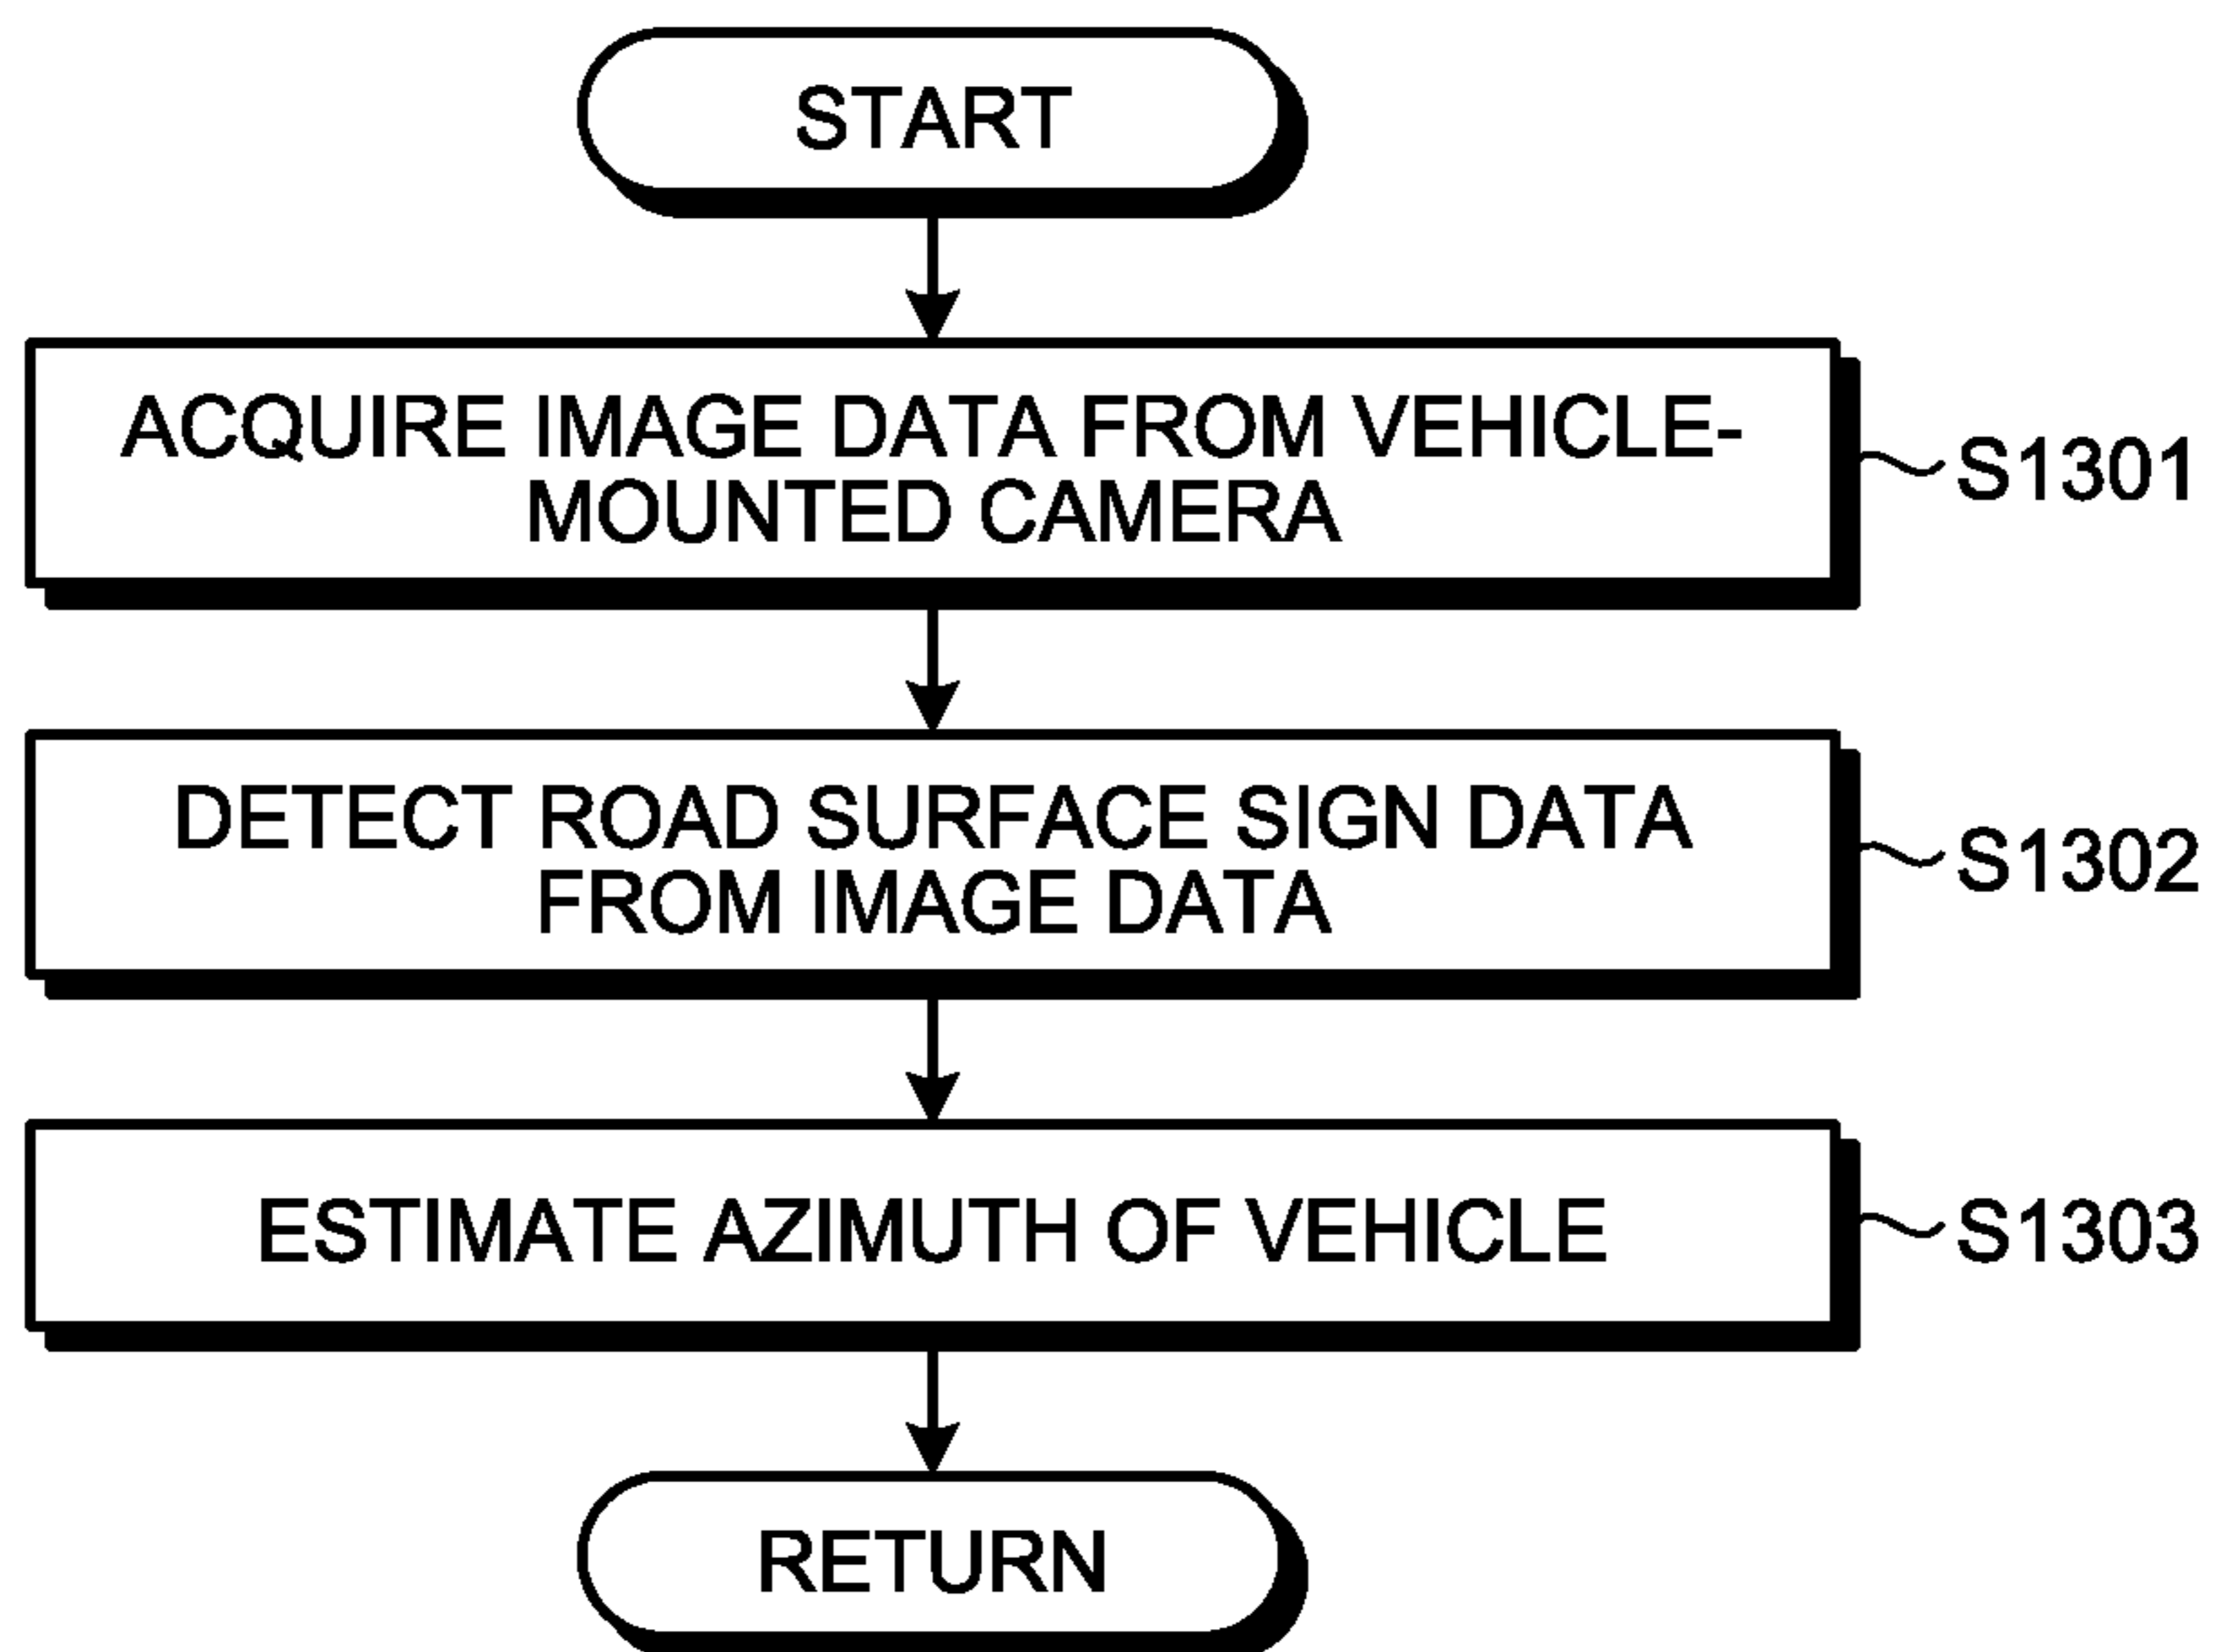 START
ACQUIRE IMAGE DATA FROM VEHICLE-
MOUNTED CAMERA
S1301
DETECT ROAD SURFACE SIGN DATA
FROM IMAGE DATA
S1302
ESTIMATE AZIMUTH OF VEHICLE
S1303
RETURN